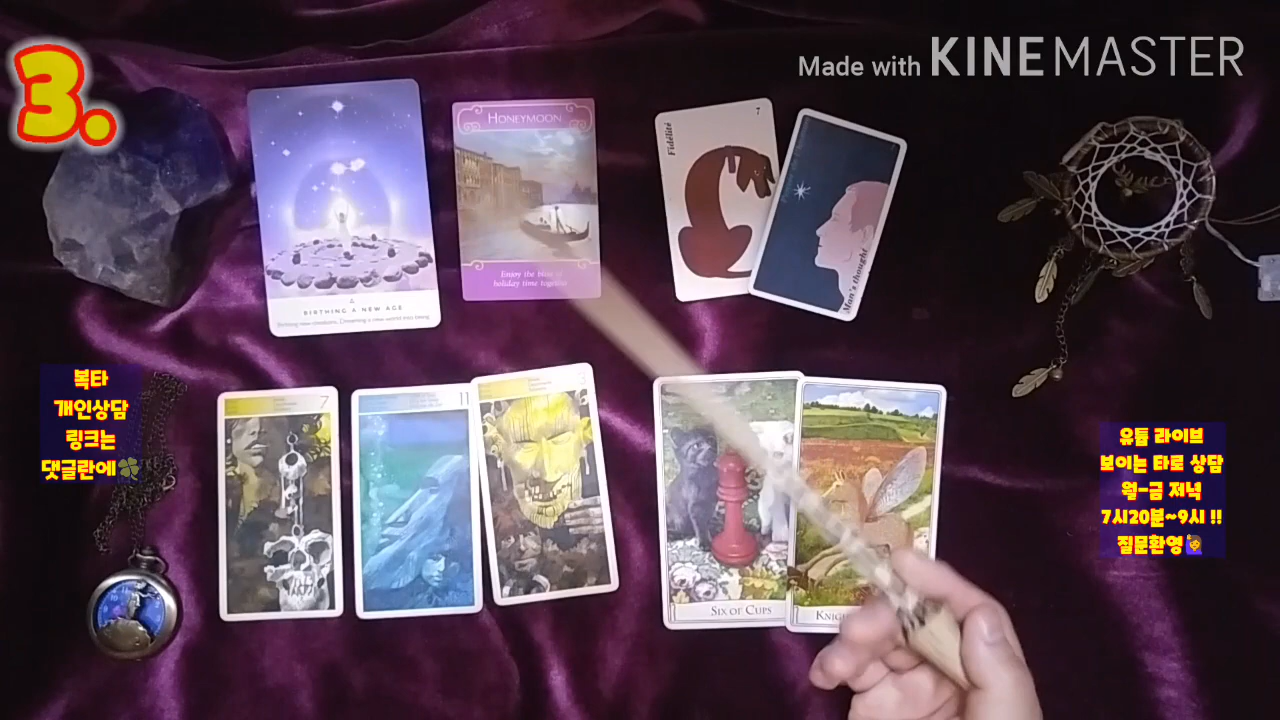 3.
Made with KINEMASTER
BIRTHING A NEW AGE
HONEYMOON
Enjoy the bliss of
holiday time together
7
Fidélité
Man's thought
복타
개인상담
링크는
댓글란에🍀
7
11
3
SIX OF CUPS
유튭 라이브
보이는 타로 상담
월-금 저녁
7시20분~9시 !!
질문환영🙋‍♀️